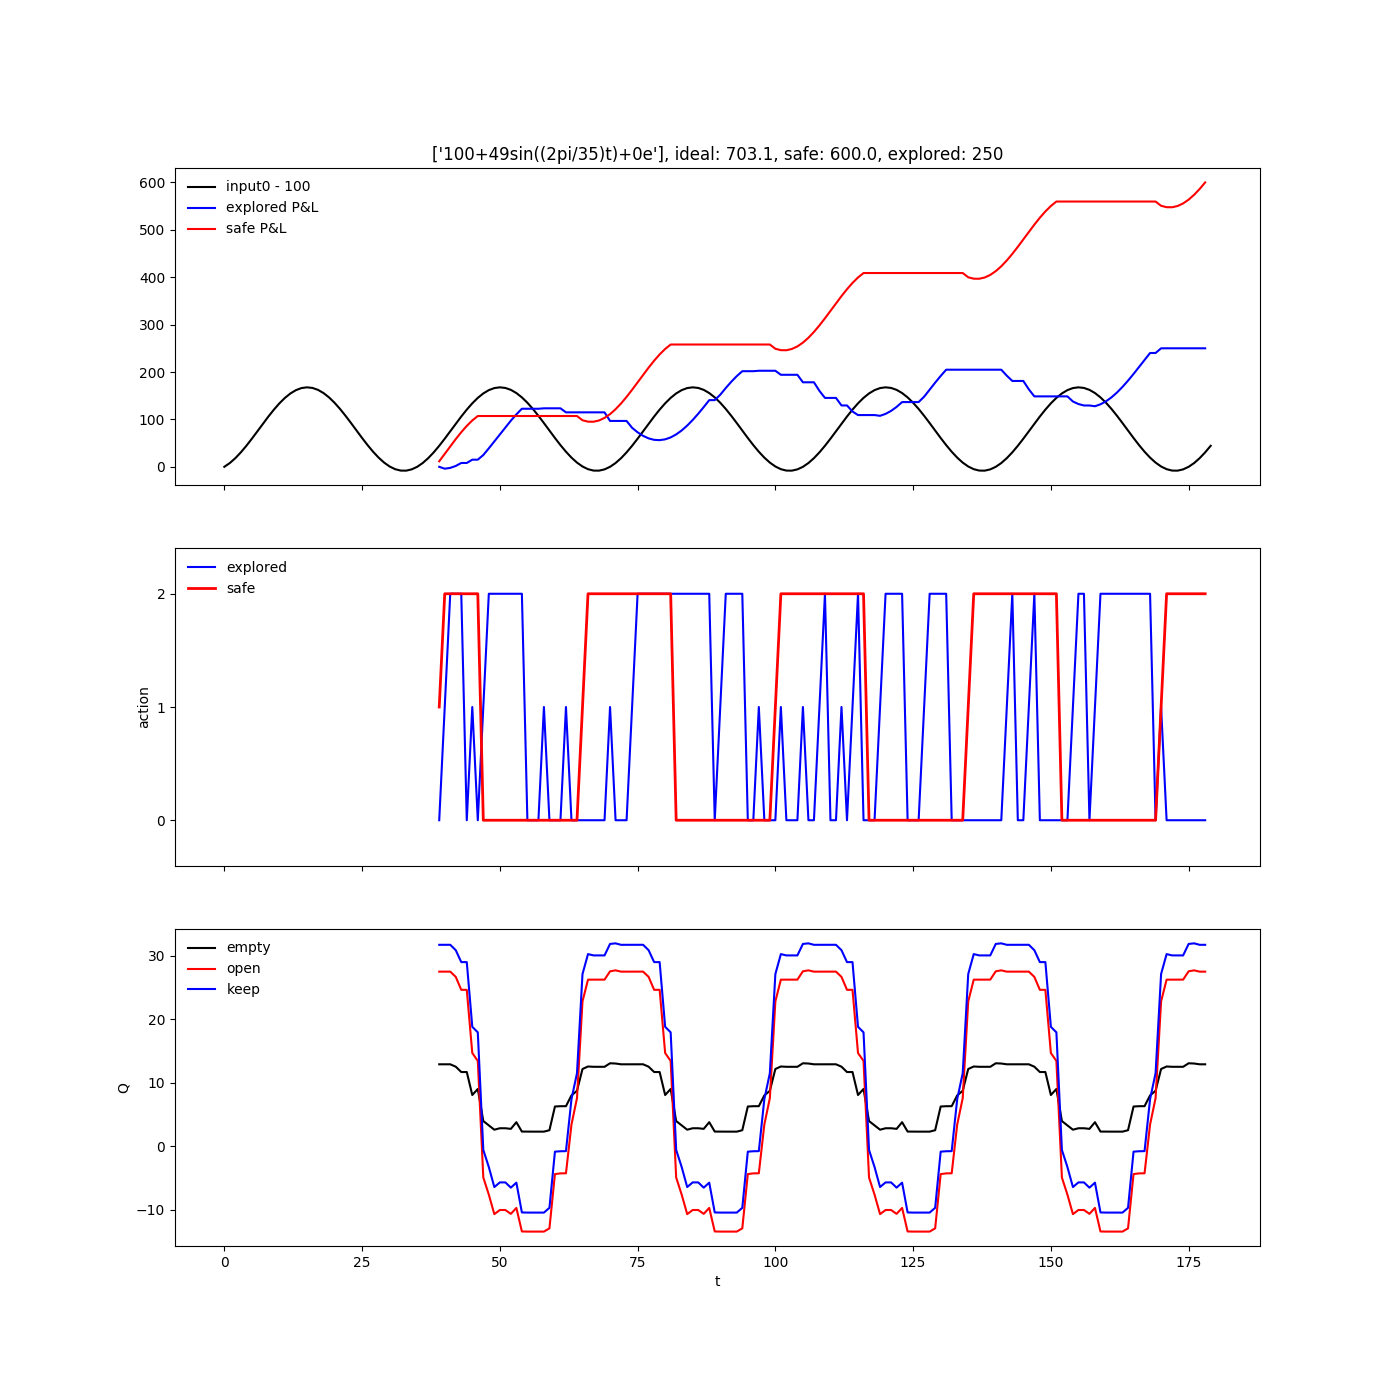 ['100+49sin((2pi/35)t)+0e'], ideal: 703.1, safe: 600.0, explored: 250
600
500
400
300
200
100
0
input0 - 100
explored P&L
safe P&L
2
1
0
action
explored
safe
30
20
10
0
−10
Q
empty
open
keep
0 25 50 75 100 125 150 175
t